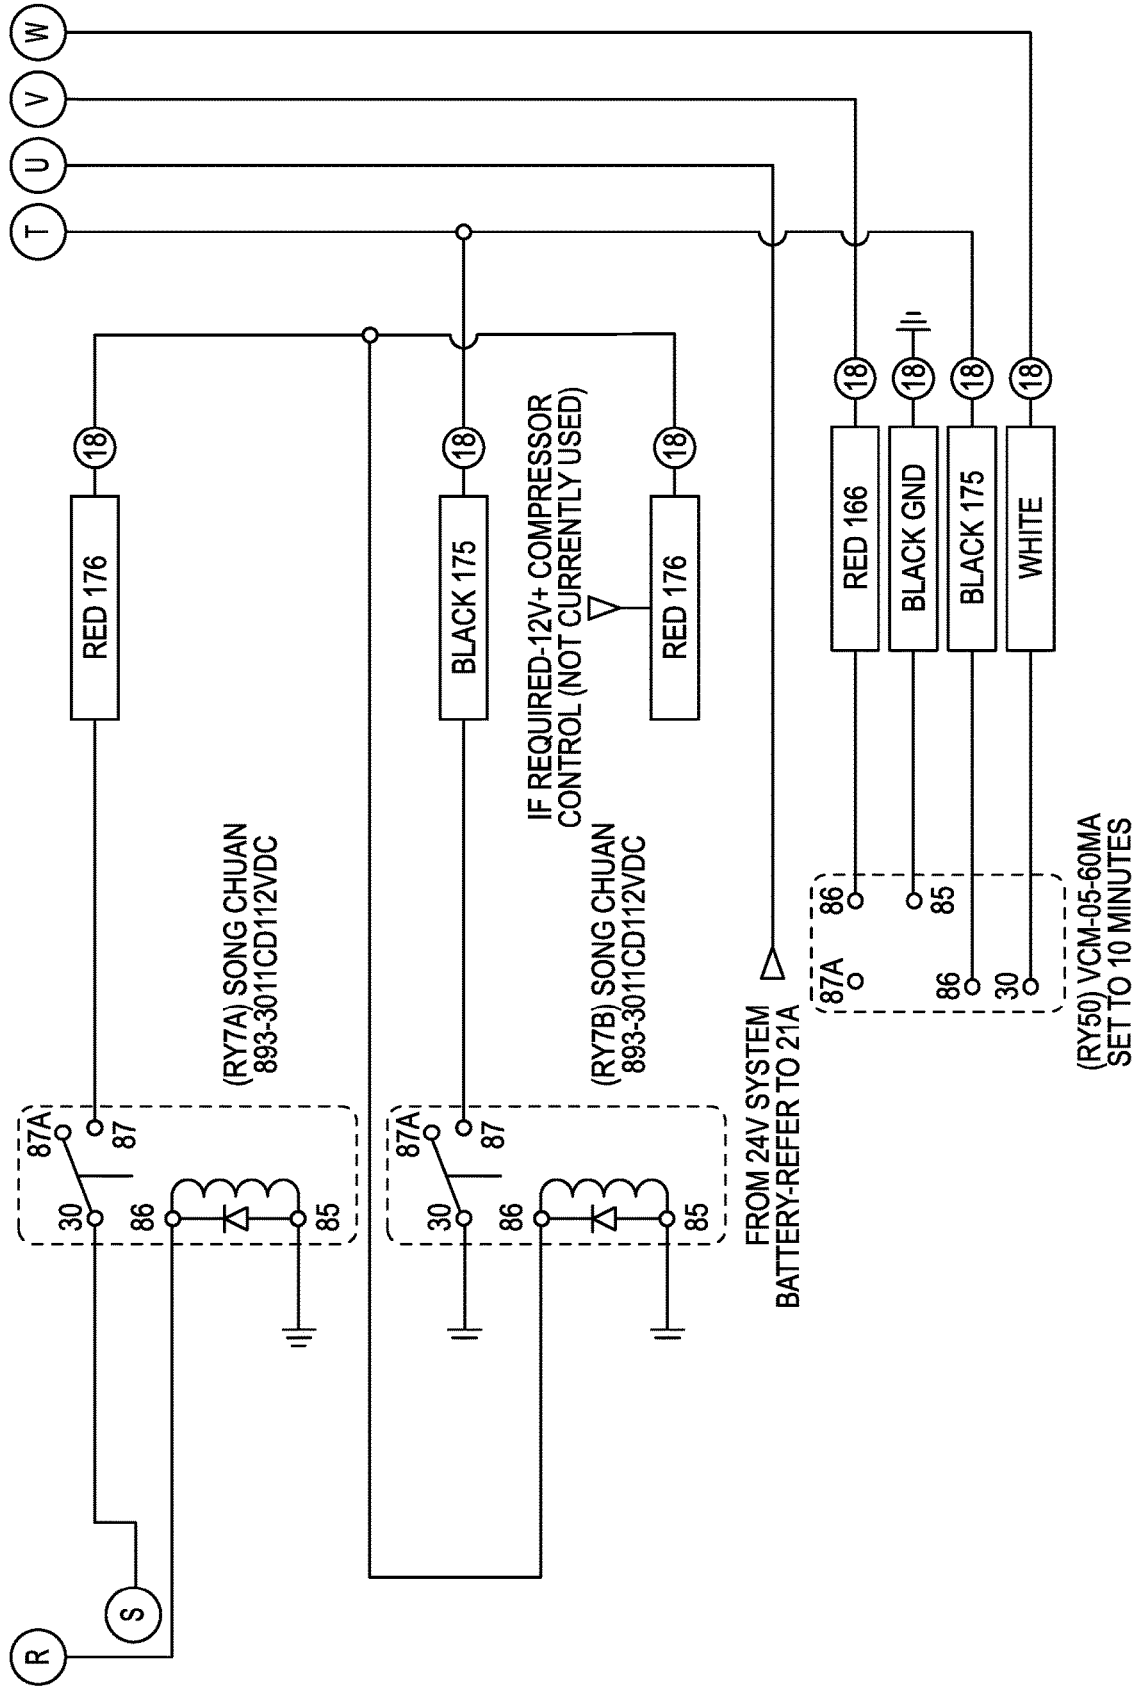 R
S
T
U
V
W
30
87A
87
86
85
(RY7A) SONG CHUAN
893-3011CD112VDC
RED 176
18
30
87A
87
86
85
(RY7B) SONG CHUAN
893-3011CD112VDC
BLACK 175
18
IF REQUIRED-12V+ COMPRESSOR
CONTROL (NOT CURRENTLY USED)
RED 176
18
FROM 24V SYSTEM
BATTERY-REFER TO 21A
87A
86
85
86
30
RED 166
18
BLACK GND
18
BLACK 175
18
WHITE
18
(RY50) VCM-05-60MA
SET TO 10 MINUTES